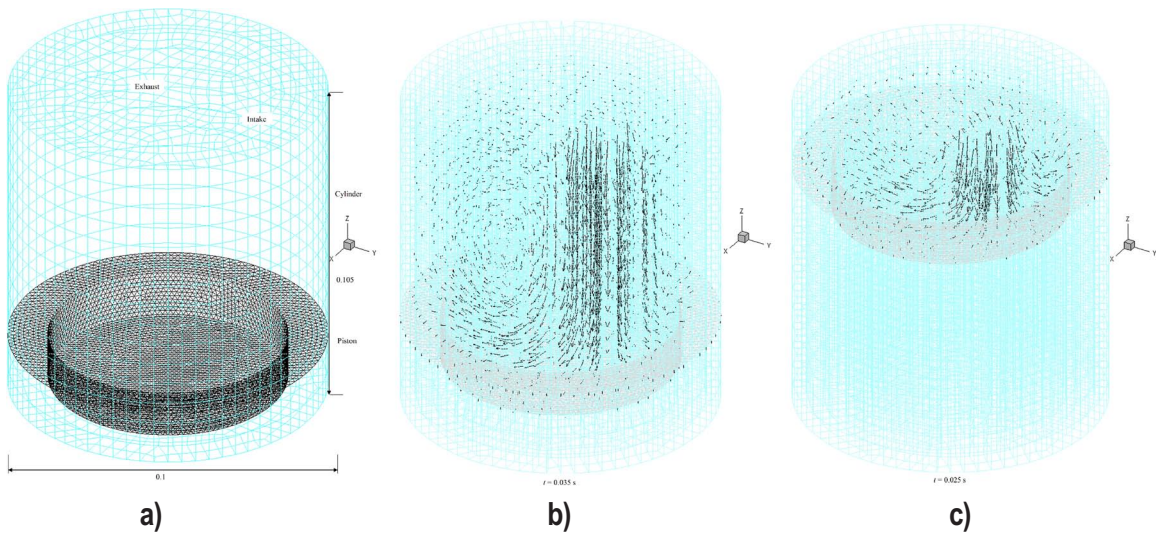 Exhaust
Intake
Cylinder
Z
X
Y
0.105
Piston
0.1
a)
Z
X
Y
t = 0.035 s
b)
Z
X
Y
t = 0.025 s
c)